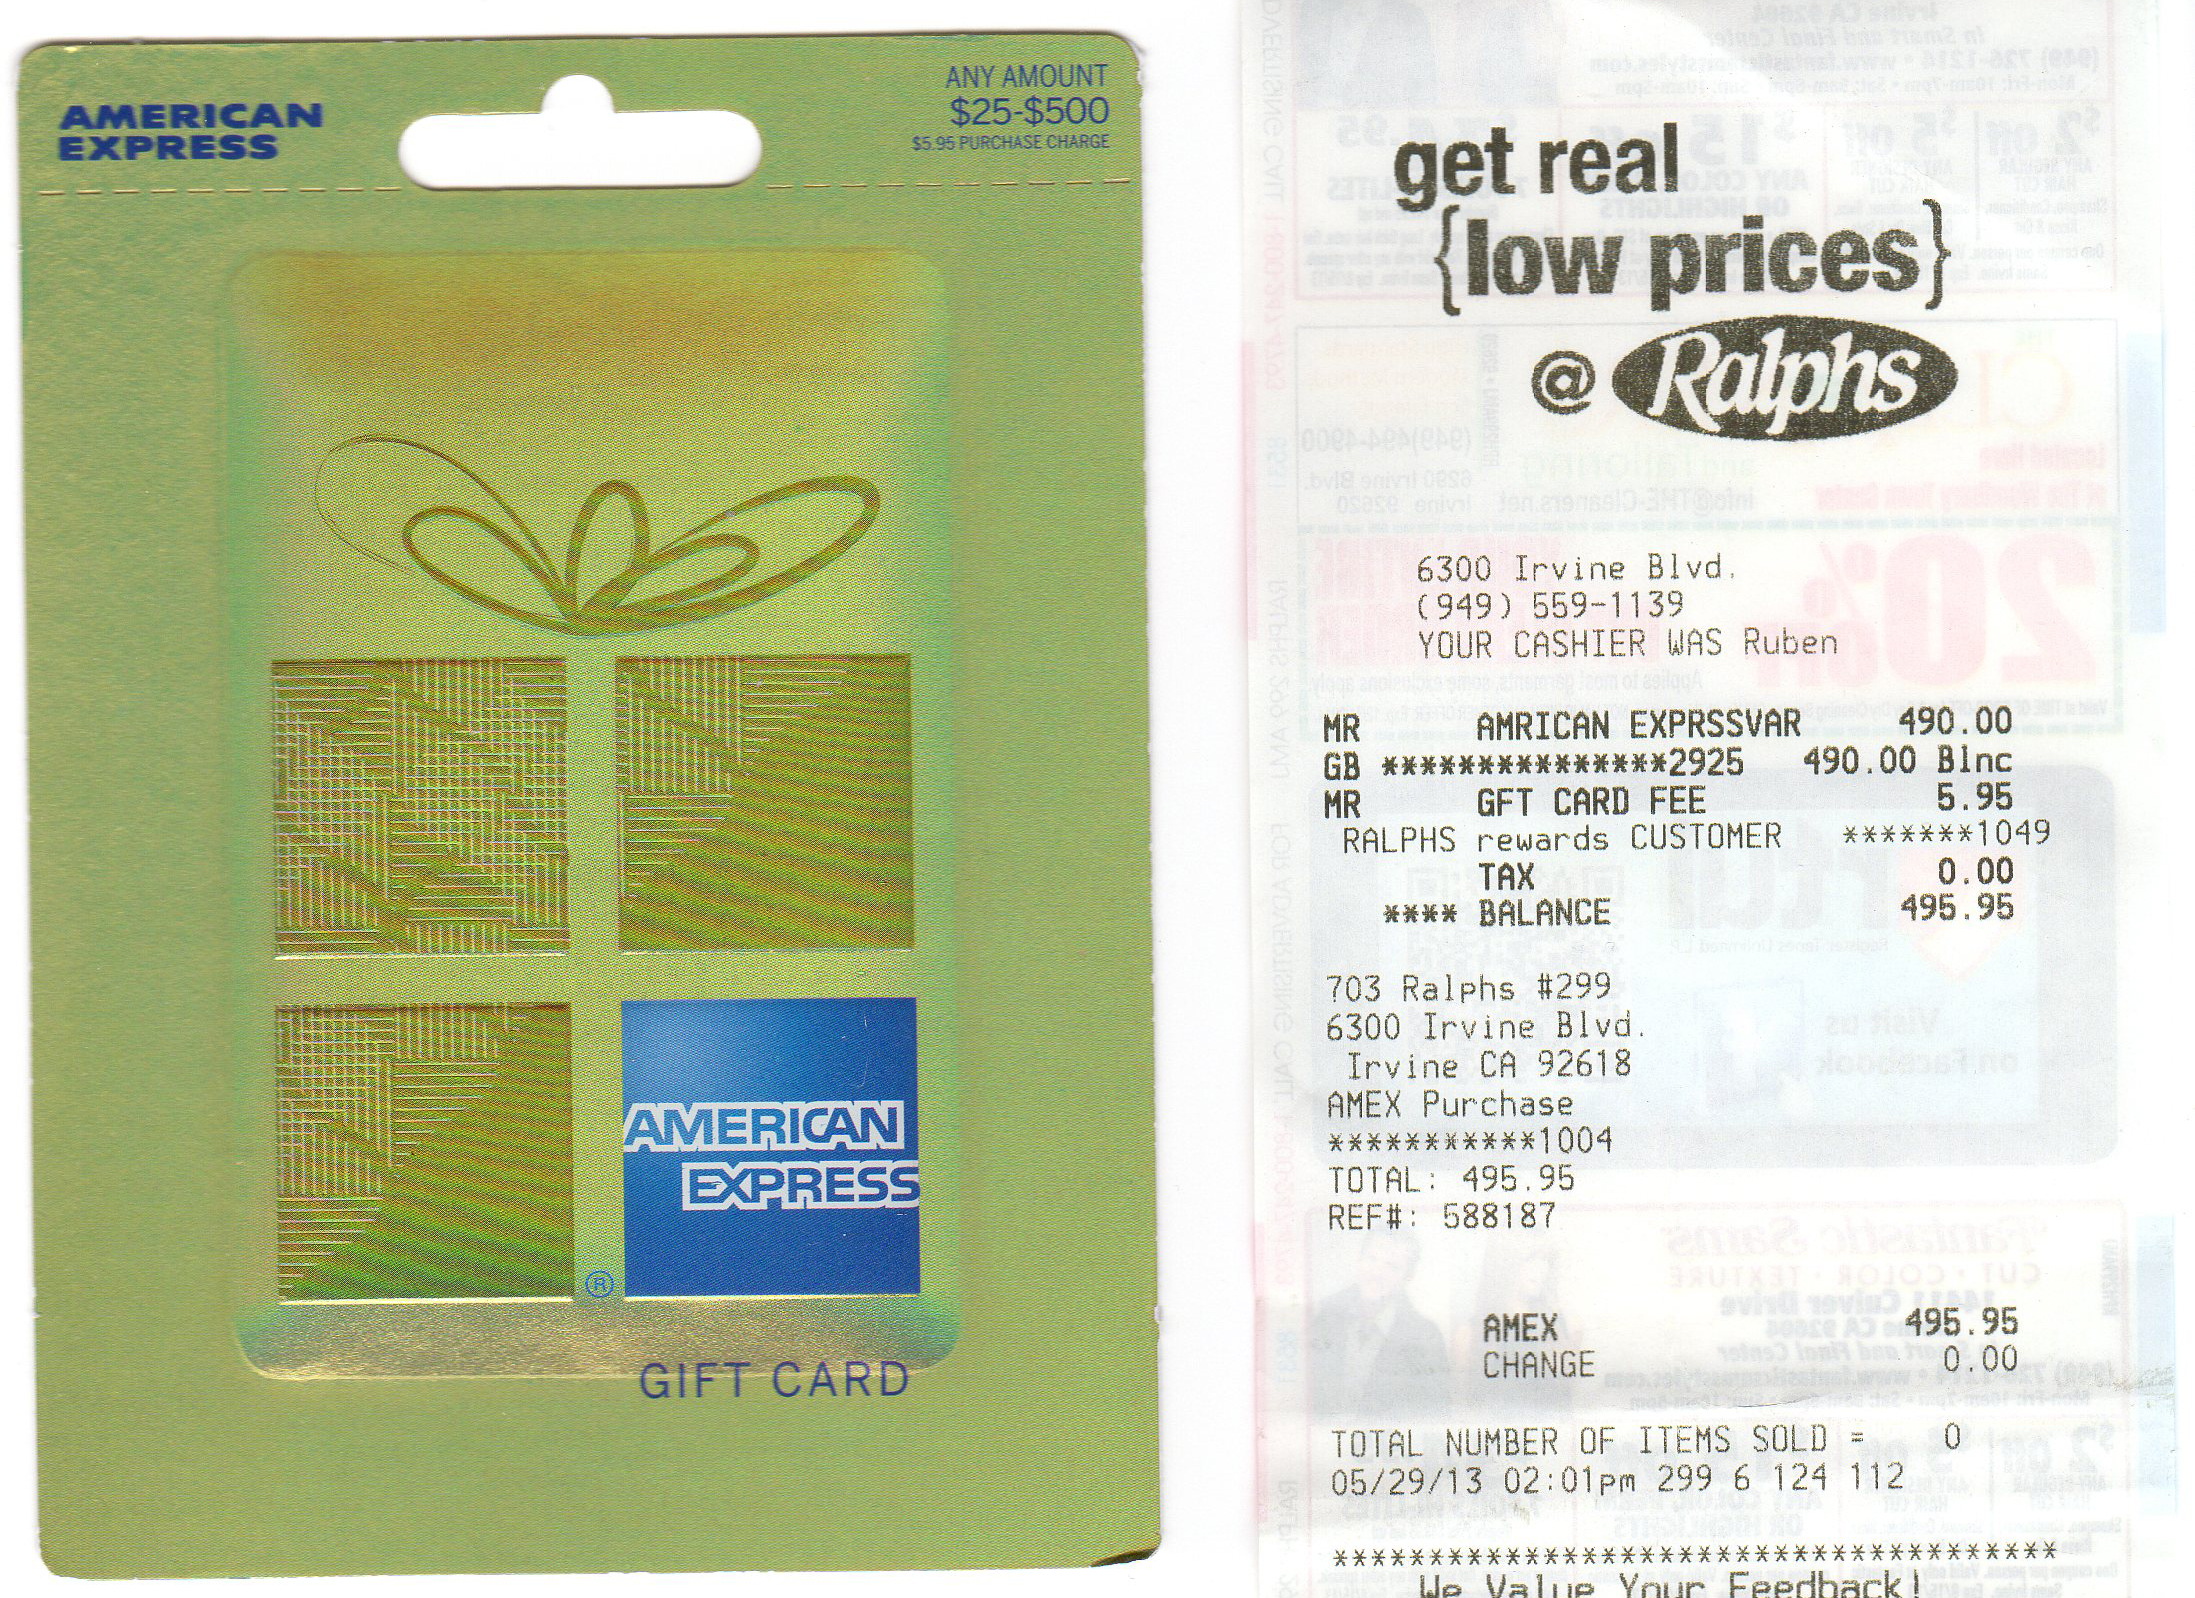 AMERICAN
EXPRESS
ANY AMOUNT
$25-$500
$5.95 PURCHASE CHARGE
AMERICAN
EXPRESS
®
GIFT CARD
get real
{low prices}
@ Ralphs
6300 Irvine Blvd.
(949) 559-1139
YOUR CASHIER WAS Ruben
MR AMRICAN EXPRSSVAR 490.00
GB ***************2925 490.00 Blnc
MR GFT CARD FEE 5.95
RALPHS rewards CUSTOMER *******1049
TAX 0.00
**** BALANCE 495.95
703 Ralphs #299
6300 Irvine Blvd.
Irvine CA 92618
AMEX Purchase
***********1004
TOTAL: 495.95
REF#: 588187
AMEX 495.95
CHANGE 0.00
TOTAL NUMBER OF ITEMS SOLD = 0
05/29/13 02:01pm 299 6 124 112
**************************************
We Value Your Feedback!